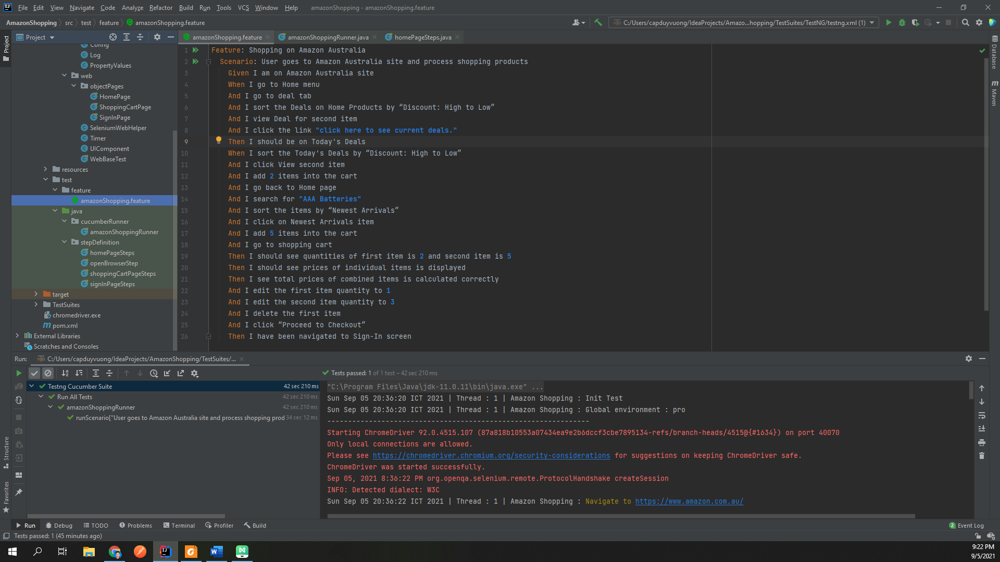 File Edit View Navigate Code Analyze Refactor Build Run Tools VCS Window Help amazonShopping - amazonShopping.feature
AmazonShopping src test feature amazonShopping.feature
C:/Users/capduyvuong/IdeaProjects/Amazo...hopping/TestSuites/TestNG/testng.xml (1)
Project
Project
Config
Log
PropertyValues
web
objectPages
HomePage
ShoppingCartPage
SignInPage
SeleniumWebHelper
Timer
UIComponent
WebBaseTest
resources
test
feature
amazonShopping.feature
java
cucumberRunner
amazonShoppingRunner
stepDefinition
homePageSteps
openBrowserStep
shoppingCartPageSteps
signInPageSteps
target
TestSuites
chromedriver.exe
pom.xml
External Libraries
Scratches and Consoles
amazonShopping.feature amazonShoppingRunner.java homePageSteps.java
1 Feature: Shopping on Amazon Australia
2 Scenario: User goes to Amazon Australia site and process shopping products
3 Given I am on Amazon Australia site
4 When I go to Home menu
5 And I go to deal tab
6 And I sort the Deals on Home Products by “Discount: High to Low”
7 And I view Deal for second item
8 And I click the link "click here to see current deals."
9 Then I should be on Today's Deals
10 When I sort the Today's Deals by “Discount: High to Low”
11 And I click View second item
12 And I add 2 items into the cart
13 And I go back to Home page
14 And I search for "AAA Batteries"
15 And I sort the items by “Newest Arrivals”
16 And I click on Newest Arrivals item
17 And I add 5 items into the cart
18 And I go to shopping cart
19 Then I should see quantities of first item is 2 and second item is 5
20 Then I should see prices of individual items is displayed
21 Then I see total prices of combined items is calculated correctly
22 And I edit the first item quantity to 1
23 And I edit the second item quantity to 3
24 And I delete the first item
25 And I click “Proceed to Checkout”
26 Then I have been navigated to Sign-In screen
Database
Maven
Run: C:/Users/capduyvuong/IdeaProjects/AmazonShopping/TestSuites/...
Tests passed: 1 of 1 test – 42 sec 210 ms
Testng Cucumber Suite 42 sec 210 ms
Run All Tests 42 sec 210 ms
amazonShoppingRunner 42 sec 210 ms
runScenario["User goes to Amazon Australia site and process shopping prod 34 sec 12 ms
"C:\Program Files\Java\jdk-11.0.11\bin\java.exe" ...
Sun Sep 05 20:36:20 ICT 2021 | Thread : 1 | Amazon Shopping : Init Test
Sun Sep 05 20:36:20 ICT 2021 | Thread : 1 | Amazon Shopping : Global environment : pro
---------------------------------------------------------------
Starting ChromeDriver 92.0.4515.107 (87a818b10553a07434ea9e2b6dccf3cbe7895134-refs/branch-heads/4515@{#1634}) on port 40070
Only local connections are allowed.
Please see https://chromedriver.chromium.org/security-considerations for suggestions on keeping ChromeDriver safe.
ChromeDriver was started successfully.
Sep 05, 2021 8:36:22 PM org.openqa.selenium.remote.ProtocolHandshake createSession
INFO: Detected dialect: W3C
Sun Sep 05 20:36:22 ICT 2021 | Thread : 1 | Amazon Shopping : Navigate to https://www.amazon.com.au/
Structure
Favorites
Run Debug TODO Problems Terminal Profiler Build 2 Event Log
Tests passed: 1 (45 minutes ago)
9:22 PM
9/5/2021